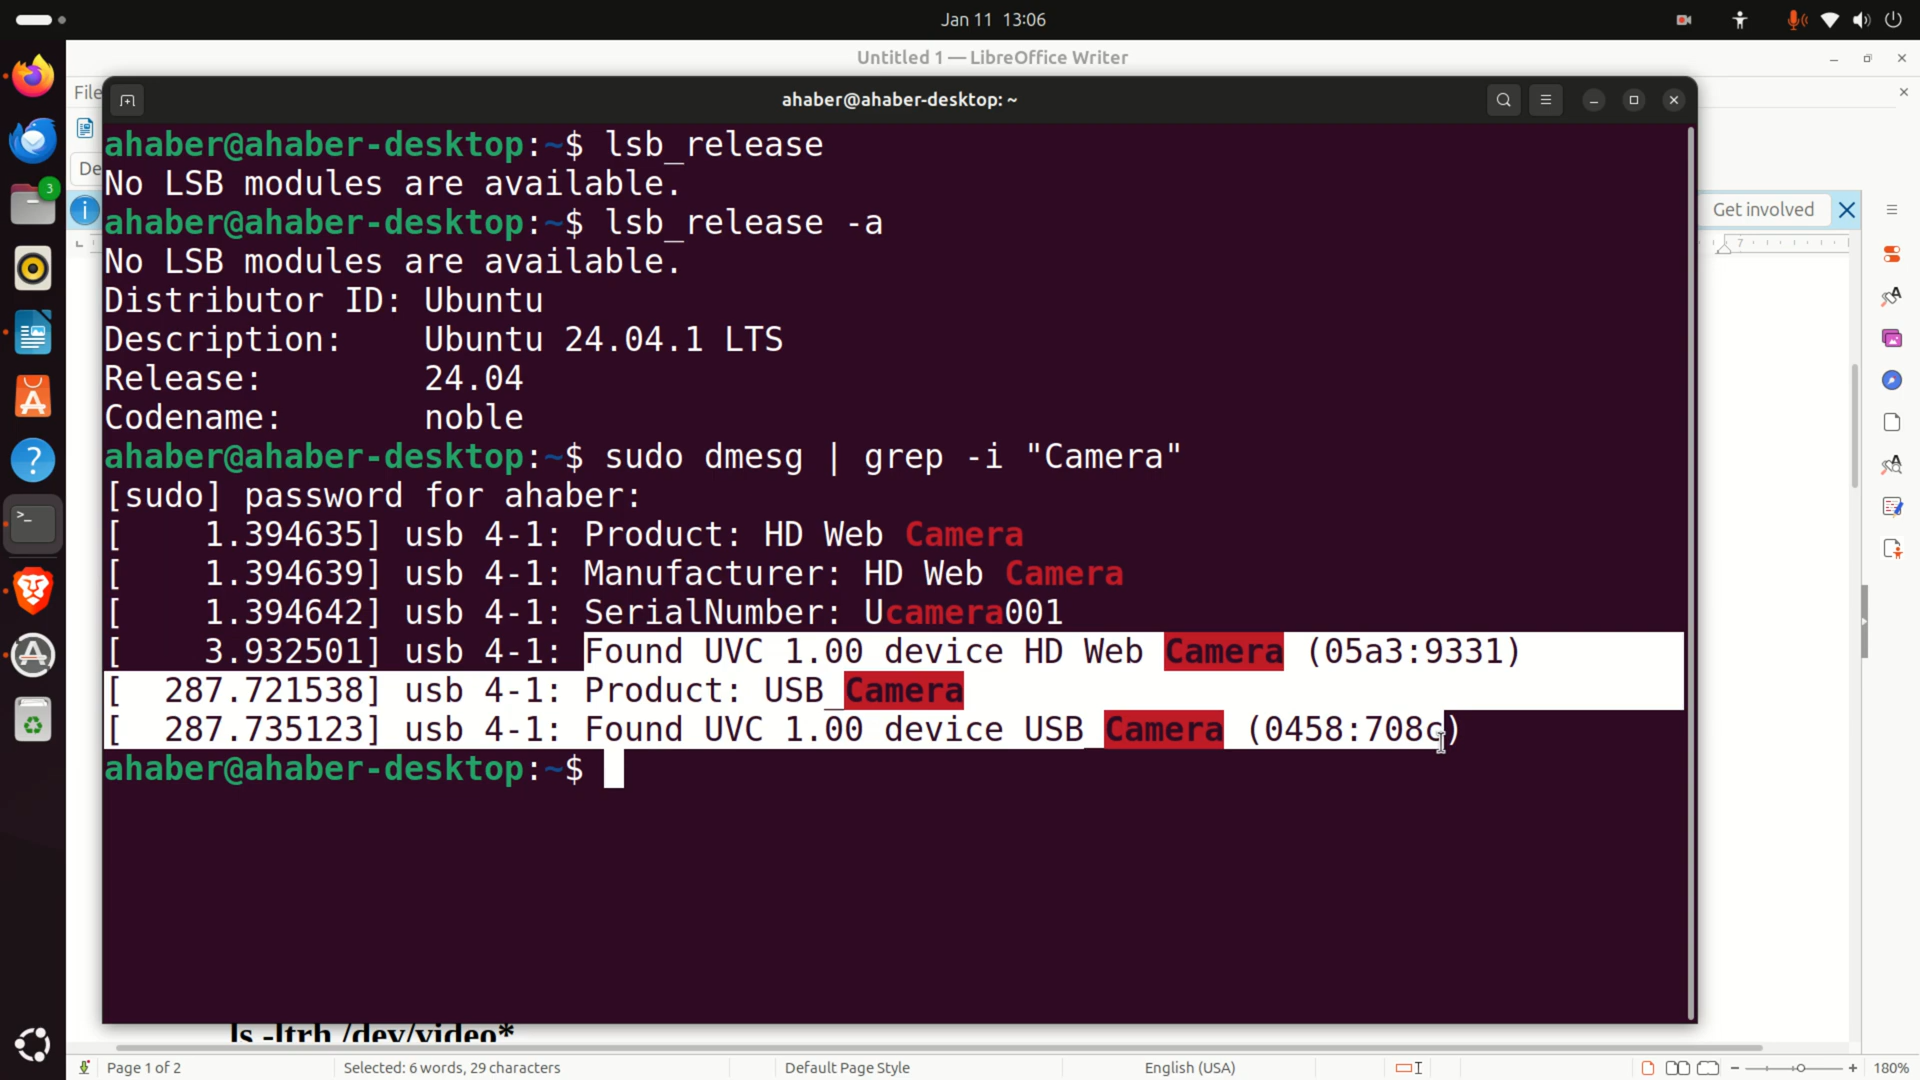 Jan 11 13:06
Untitled 1 — LibreOffice Writer
File
ahaber@ahaber-desktop: ~
De
3
Get involved
7
ahaber@ahaber-desktop:~$ lsb_release
No LSB modules are available.
ahaber@ahaber-desktop:~$ lsb_release -a
No LSB modules are available.
Distributor ID: Ubuntu
Description:    Ubuntu 24.04.1 LTS
Release:        24.04
Codename:       noble
ahaber@ahaber-desktop:~$ sudo dmesg | grep -i "Camera"
[sudo] password for ahaber:
[    1.394635] usb 4-1: Product: HD Web Camera
[    1.394639] usb 4-1: Manufacturer: HD Web Camera
[    1.394642] usb 4-1: SerialNumber: Ucamera001
[    3.932501] usb 4-1: Found UVC 1.00 device HD Web Camera (05a3:9331)
[  287.721538] usb 4-1: Product: USB_Camera
[  287.735123] usb 4-1: Found UVC 1.00 device USB_Camera (0458:708c)
ahaber@ahaber-desktop:~$
ls -ltrh /dev/video*
Page 1 of 2
Selected: 6 words, 29 characters
Default Page Style
English (USA)
180%